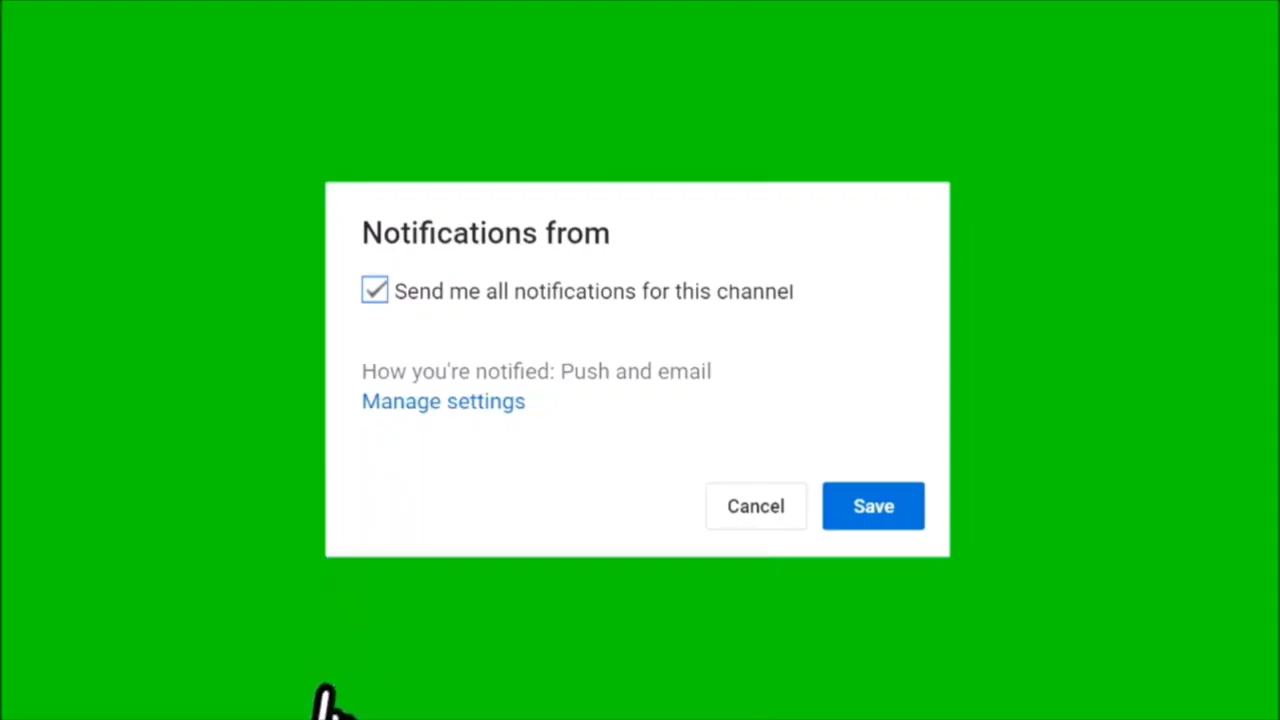 Notifications from
Send me all notifications for this channel
How you're notified: Push and email
Manage settings
Cancel
Save